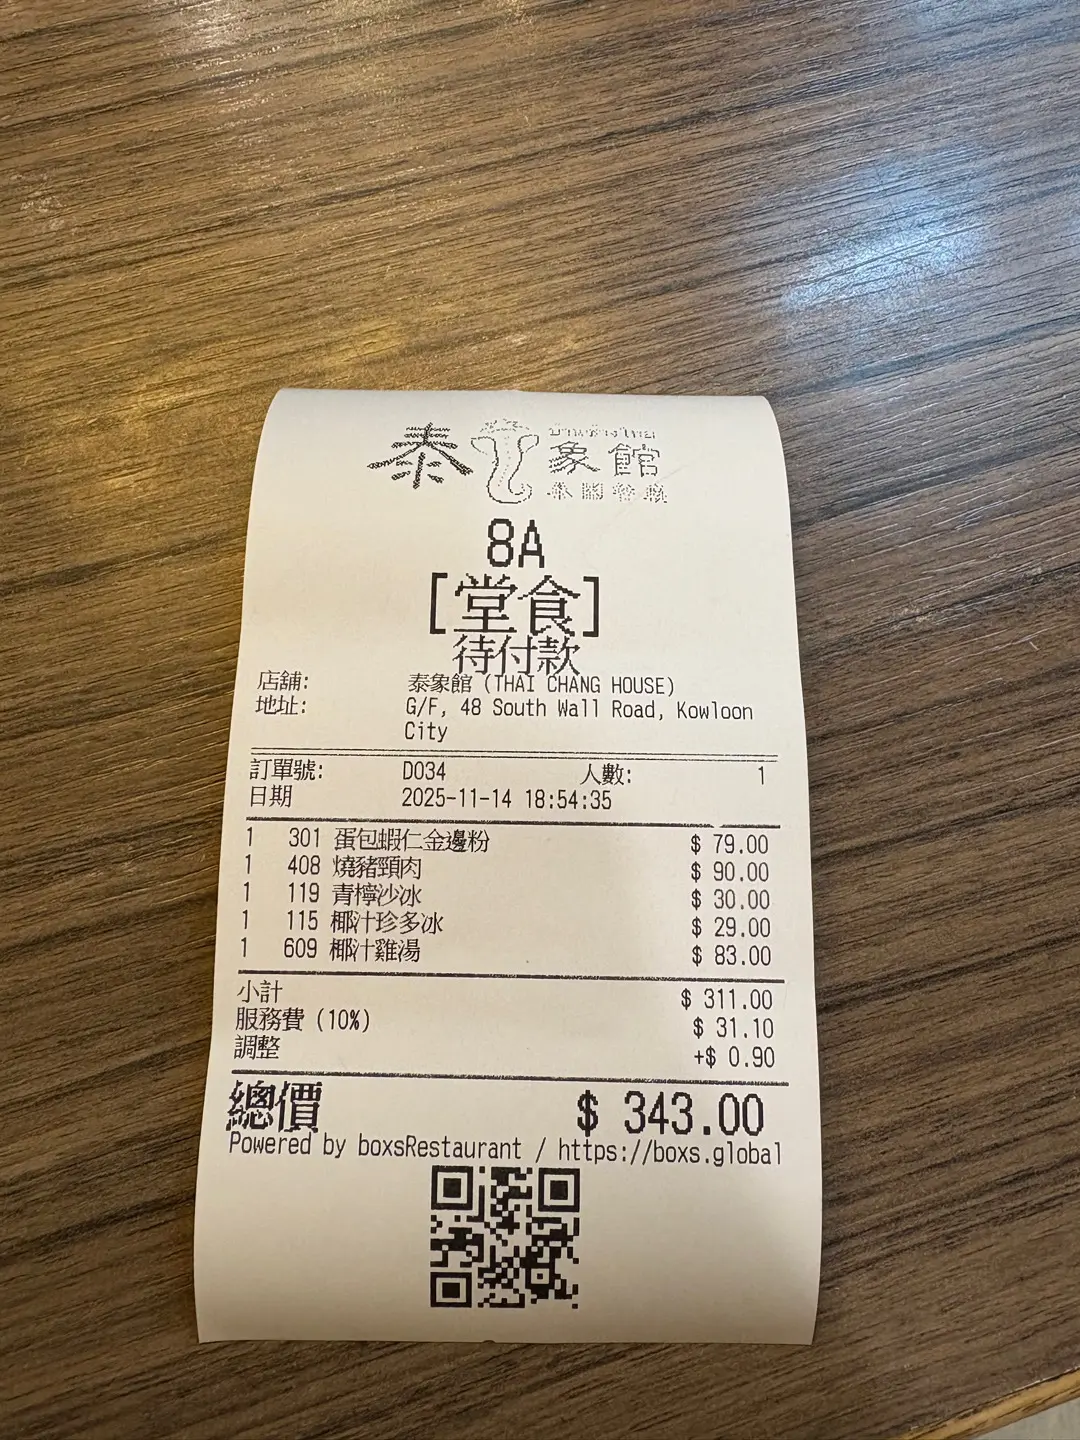 泰象館
8A
[堂食]
待付款
店舖: 泰象館 (THAI CHANG HOUSE)
地址: G/F, 48 South Wall Road, Kowloon
City
訂單號: D034 人數: 1
日期 2025-11-14 18:54:35
1 301 蛋包蝦仁金邊粉 $ 79.00
1 408 燒豬頸肉 $ 90.00
1 119 青檸沙冰 $ 30.00
1 115 椰汁珍多冰 $ 29.00
1 609 椰汁雞湯 $ 83.00
小計 $ 311.00
服務費 (10%) $ 31.10
調整 +$ 0.90
總價 $ 343.00
Powered by boxsRestaurant / https://boxs.global